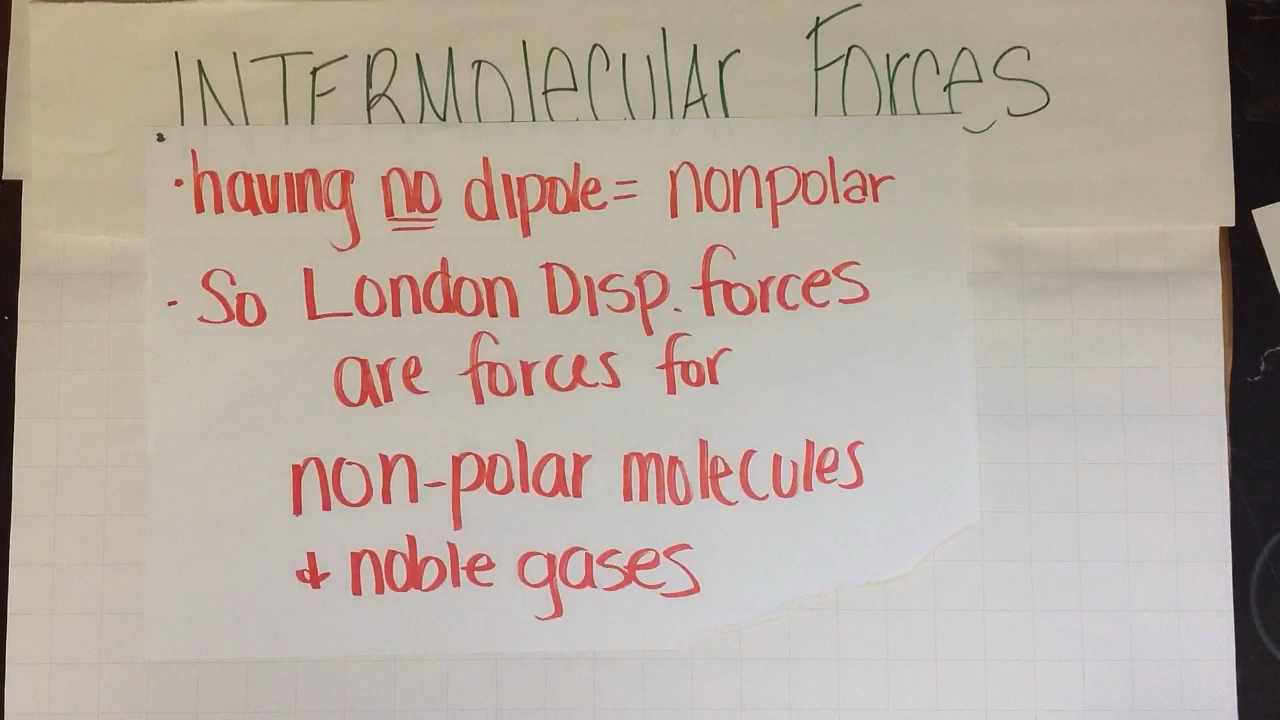 INTERMOlEcUlAr Forces
• having no dipole = nonpolar
- So London Disp. forces
are forces for
non-polar molecules
& noble gases